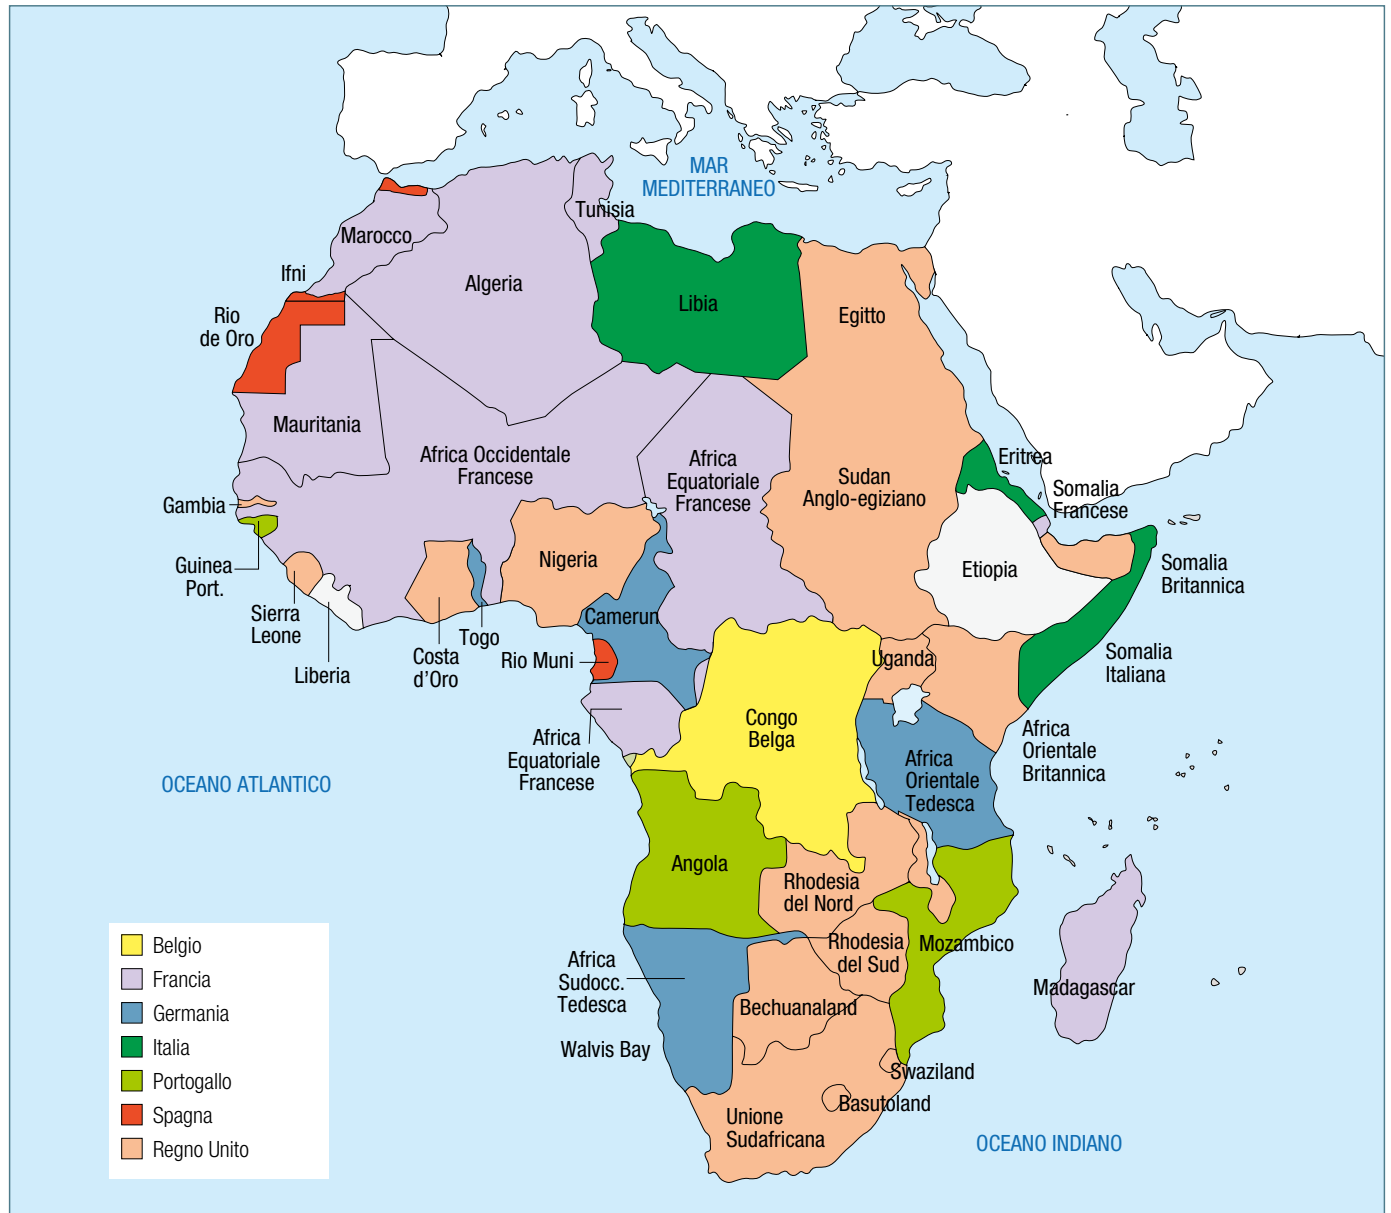 MAR
MEDITERRANEO
Tunisia
Marocco
Ifni
Algeria
Libia
Egitto
Rio
de Oro
Mauritania
Africa Occidentale
Francese
Africa
Equatoriale
Francese
Sudan
Anglo-egiziano
Eritrea
Somalia
Francese
Gambia
Guinea
Port.
Nigeria
Etiopia
Somalia
Britannica
Sierra
Leone
Liberia
Costa
d'Oro
Togo
Camerun
Rio Muni
Uganda
Somalia
Italiana
Africa
Equatoriale
Francese
Congo
Belga
Africa
Orientale
Tedesca
Africa
Orientale
Britannica
OCEANO ATLANTICO
Angola
Rhodesia
del Nord
Rhodesia
del Sud
Mozambico
Madagascar
Africa
Sudocc.
Tedesca
Bechuanaland
Walvis Bay
Swaziland
Basutoland
Unione
Sudafricana
OCEANO INDIANO
Belgio
Francia
Germania
Italia
Portogallo
Spagna
Regno Unito